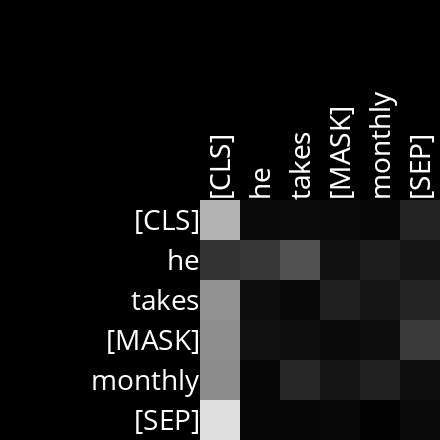 [CLS] he takes [MASK] monthly [SEP]
[CLS]
he
takes
[MASK]
monthly
[SEP]